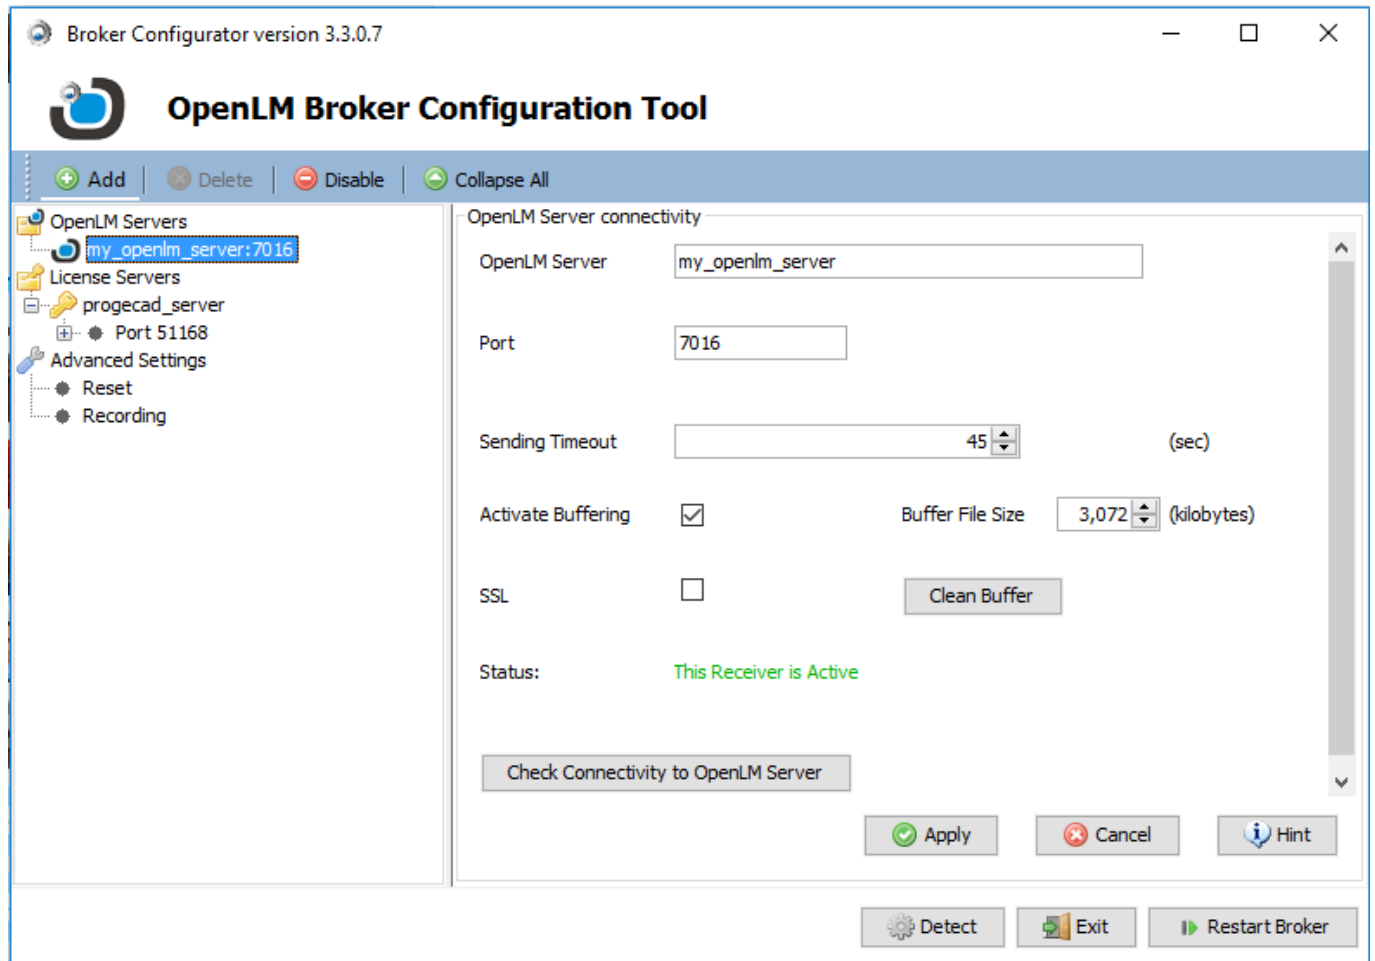 Broker Configurator version 3.3.0.7
OpenLM Broker Configuration Tool
Add Delete Disable Collapse All
OpenLM Servers
my_openlm_server:7016
License Servers
progecad_server
Port 51168
Advanced Settings
Reset
Recording
OpenLM Server connectivity
OpenLM Server my_openlm_server
Port 7016
Sending Timeout 45 (sec)
Activate Buffering Buffer File Size 3,072 (kilobytes)
SSL Clean Buffer
Status: This Receiver is Active
Check Connectivity to OpenLM Server
Apply Cancel Hint
Detect Exit Restart Broker